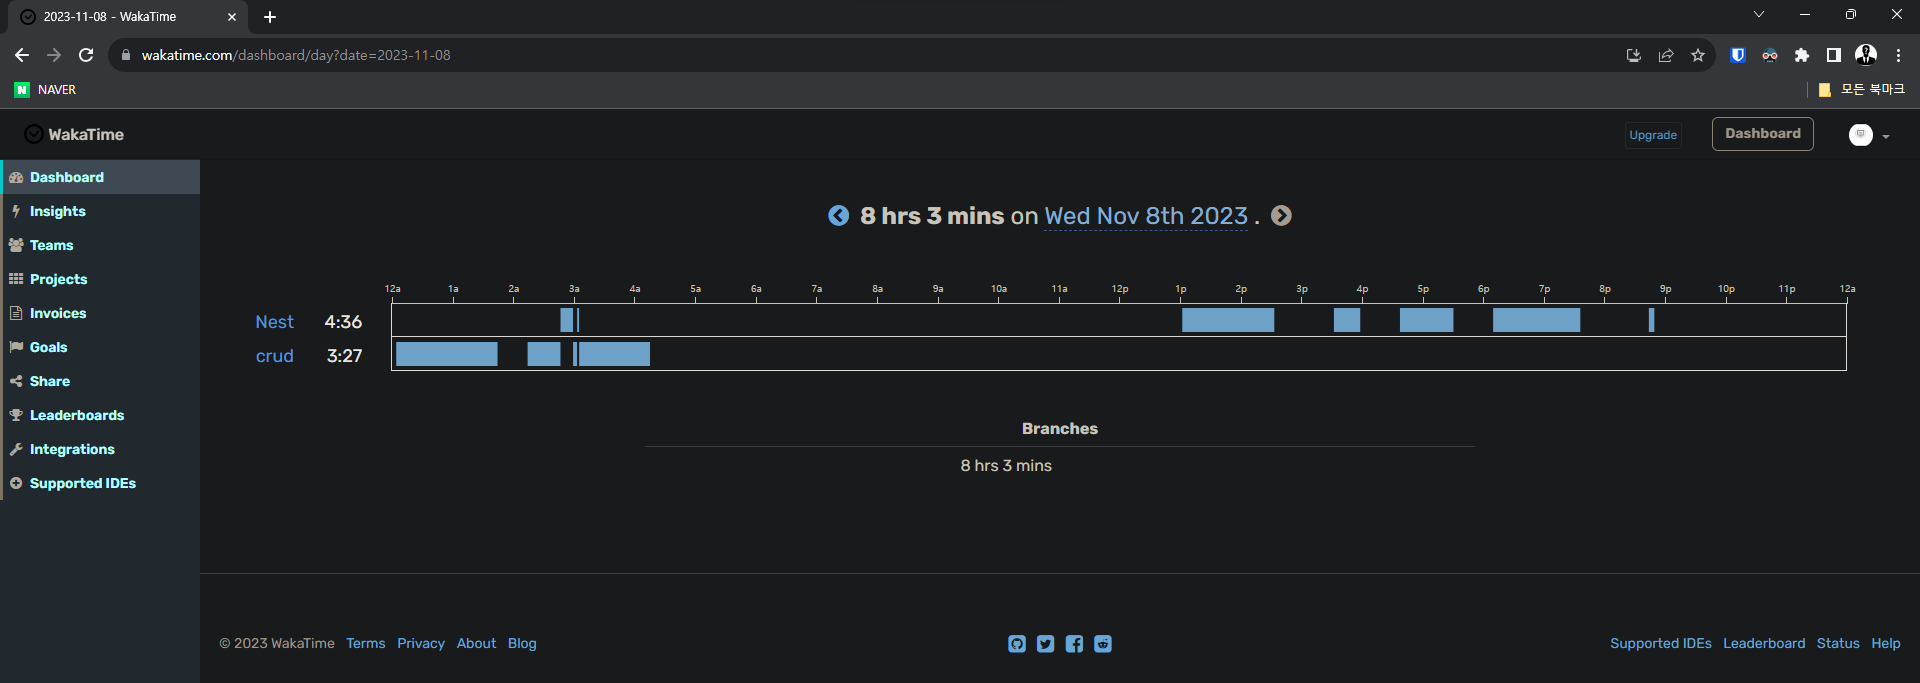 2023-11-08 - WakaTime
wakatime.com/dashboard/day?date=2023-11-08
N NAVER
모든 북마크
WakaTime
Upgrade
Dashboard
Dashboard
Insights
Teams
Projects
Invoices
Goals
Share
Leaderboards
Integrations
Supported IDEs
8 hrs 3 mins on Wed Nov 8th 2023 .
12a 1a 2a 3a 4a 5a 6a 7a 8a 9a 10a 11a 12p 1p 2p 3p 4p 5p 6p 7p 8p 9p 10p 11p 12a
Nest 4:36
crud 3:27
Branches
8 hrs 3 mins
© 2023 WakaTime Terms Privacy About Blog
Supported IDEs Leaderboard Status Help